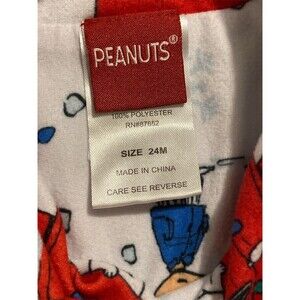 PEANUTS®
100% POLYESTER
RN#87652
SIZE 24M
MADE IN CHINA
CARE SEE REVERSE